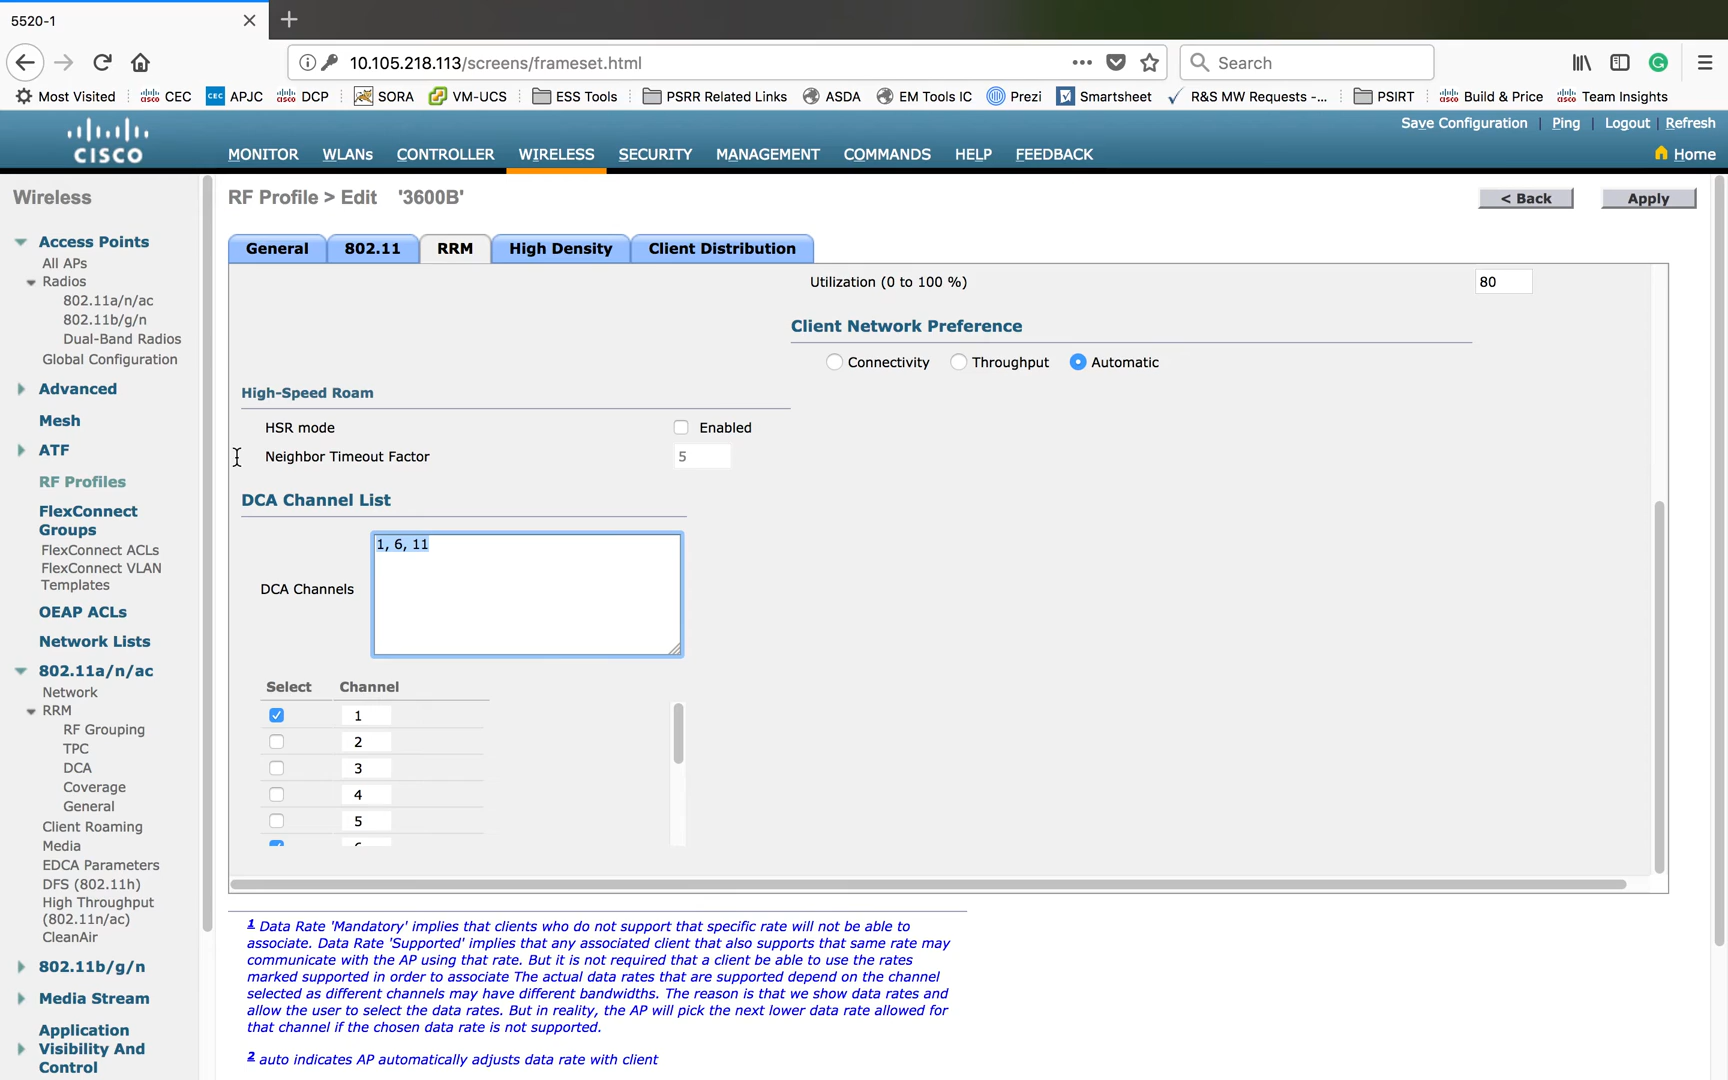 5520-1
10.105.218.113/screens/frameset.html
Search
Most Visited CEC APJC DCP SORA VM-UCS ESS Tools PSRR Related Links ASDA EM Tools IC Prezi Smartsheet R&S MW Requests -... PSIRT Build & Price Team Insights
Save Configuration | Ping | Logout | Refresh
CISCO
MONITOR WLANs CONTROLLER WIRELESS SECURITY MANAGEMENT COMMANDS HELP FEEDBACK
Home
Wireless
Access Points
All APs
Radios
802.11a/n/ac
802.11b/g/n
Dual-Band Radios
Global Configuration
Advanced
Mesh
ATF
RF Profiles
FlexConnect
Groups
FlexConnect ACLs
FlexConnect VLAN
Templates
OEAP ACLs
Network Lists
802.11a/n/ac
Network
RRM
RF Grouping
TPC
DCA
Coverage
General
Client Roaming
Media
EDCA Parameters
DFS (802.11h)
High Throughput
(802.11n/ac)
CleanAir
802.11b/g/n
Media Stream
Application
Visibility And
Control
RF Profile > Edit '3600B'
< Back
Apply
General 802.11 RRM High Density Client Distribution
Utilization (0 to 100 %) 80
Client Network Preference
Connectivity Throughput Automatic
High-Speed Roam
HSR mode Enabled
Neighbor Timeout Factor 5
DCA Channel List
DCA Channels
1, 6, 11
Select Channel
1
2
3
4
5
1 Data Rate 'Mandatory' implies that clients who do not support that specific rate will not be able to
associate. Data Rate 'Supported' implies that any associated client that also supports that same rate may
communicate with the AP using that rate. But it is not required that a client be able to use the rates
marked supported in order to associate The actual data rates that are supported depend on the channel
selected as different channels may have different bandwidths. The reason is that we show data rates and
allow the user to select the data rates. But in reality, the AP will pick the next lower data rate allowed for
that channel if the chosen data rate is not supported.
2 auto indicates AP automatically adjusts data rate with client